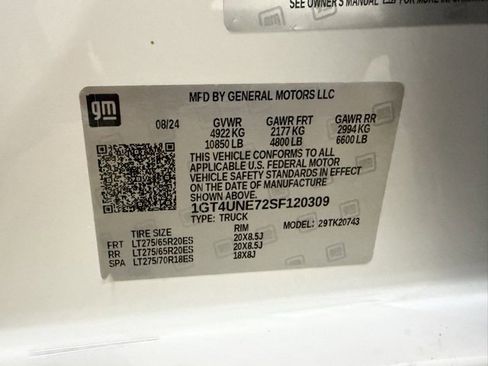 SEE OWNER'S MANUAL FOR MORE INFORMATION
gm
MFD BY GENERAL MOTORS LLC
08/24 GVWR GAWR FRT GAWR RR
4922 KG 2177 KG 2994 KG
10850 LB 4800 LB 6600 LB
THIS VEHICLE CONFORMS TO ALL
APPLICABLE U.S. FEDERAL MOTOR
VEHICLE SAFETY STANDARDS IN EFFECT
ON THE DATE OF MANUFACTURE
SHOWN ABOVE.
1GT4UNE72SF120309
TYPE: TRUCK MODEL: 29TK20743
TIRE SIZE RIM
FRT LT275/65R20ES 20X8.5J
RR LT275/65R20ES 20X8.5J
SPA LT275/70R18ES 18X8J